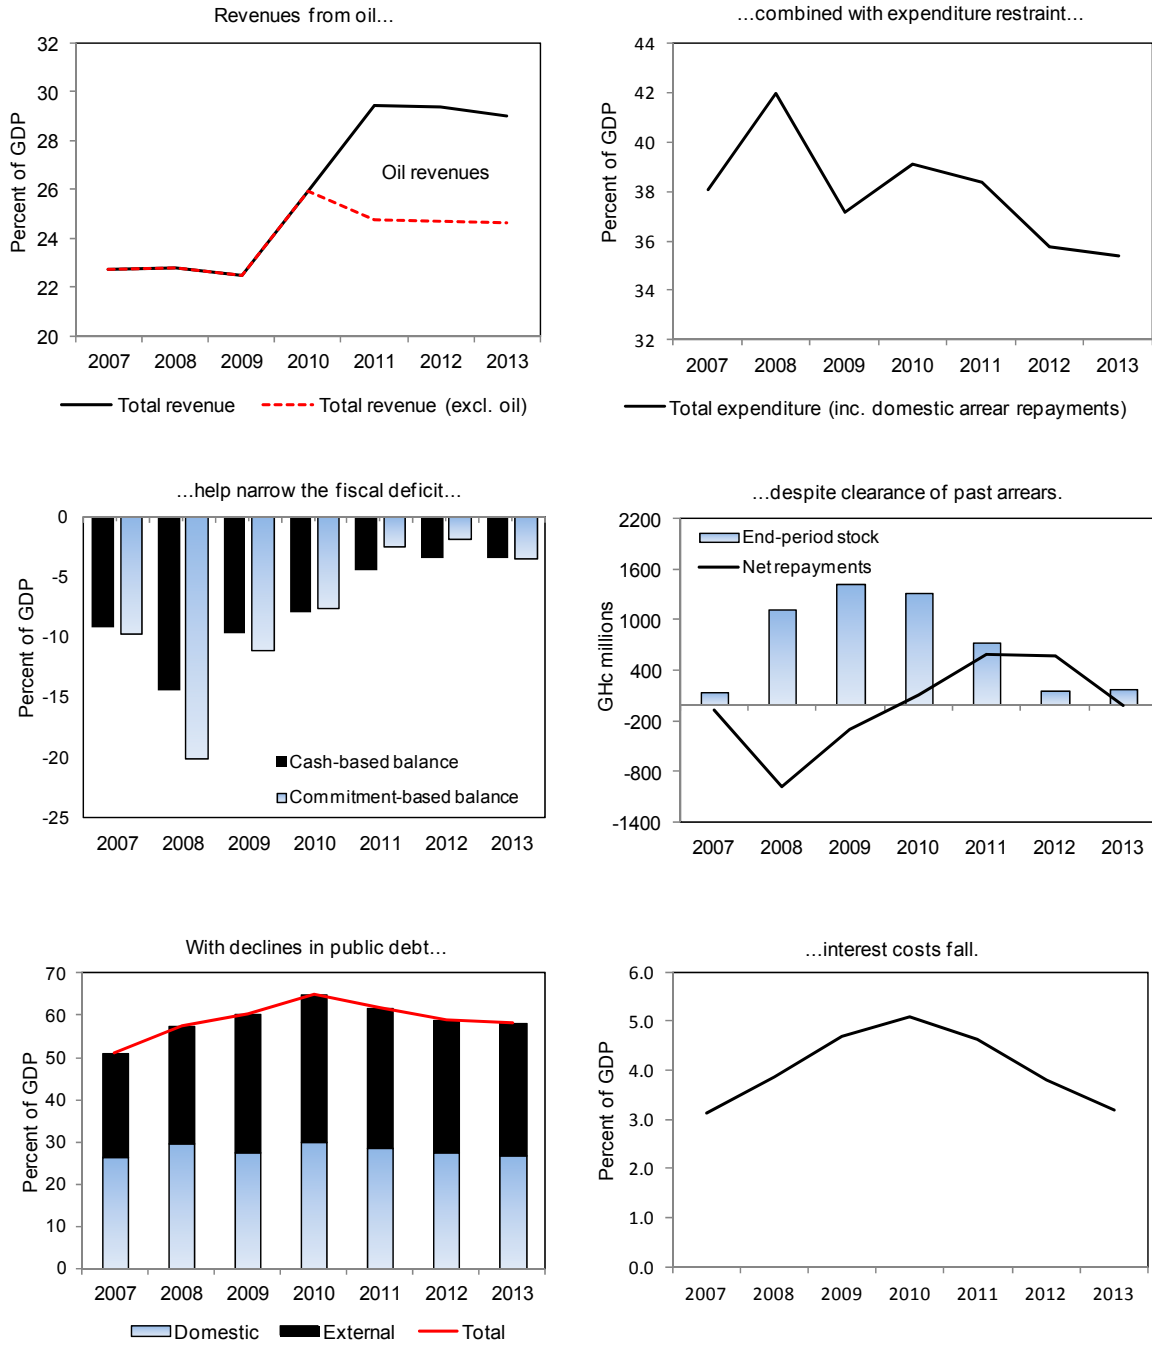 Revenues from oil...
Percent of GDP
32
30
28
26
24
22
20
Oil revenues
2007 2008 2009 2010 2011 2012 2013
Total revenue Total revenue (excl. oil)
...combined with expenditure restraint...
Percent of GDP
44
42
40
38
36
34
32
2007 2008 2009 2010 2011 2012 2013
Total expenditure (inc. domestic arrear repayments)
...help narrow the fiscal deficit...
Percent of GDP
0
-5
-10
-15
-20
-25
Cash-based balance
Commitment-based balance
2007 2008 2009 2010 2011 2012 2013
...despite clearance of past arrears.
GHc millions
2200
1600
1000
400
-200
-800
-1400
End-period stock
Net repayments
2007 2008 2009 2010 2011 2012 2013
With declines in public debt...
Percent of GDP
70
60
50
40
30
20
10
0
2007 2008 2009 2010 2011 2012 2013
Domestic External Total
...interest costs fall.
Percent of GDP
6.0
5.0
4.0
3.0
2.0
1.0
0.0
2007 2008 2009 2010 2011 2012 2013